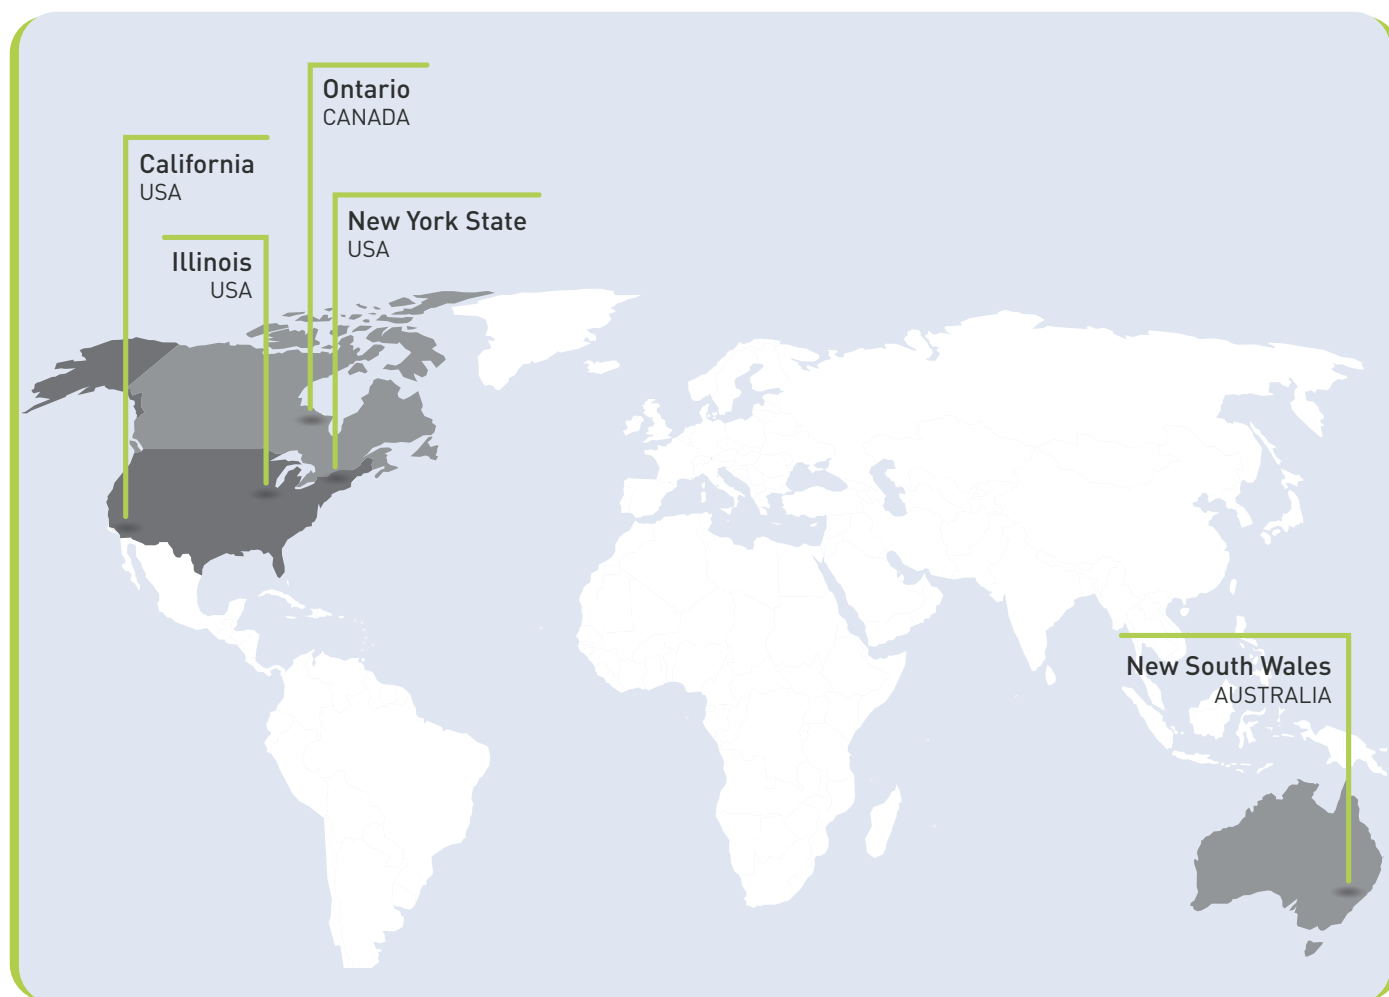 Ontario
CANADA
California
USA
New York State
USA
Illinois
USA
New South Wales
AUSTRALIA